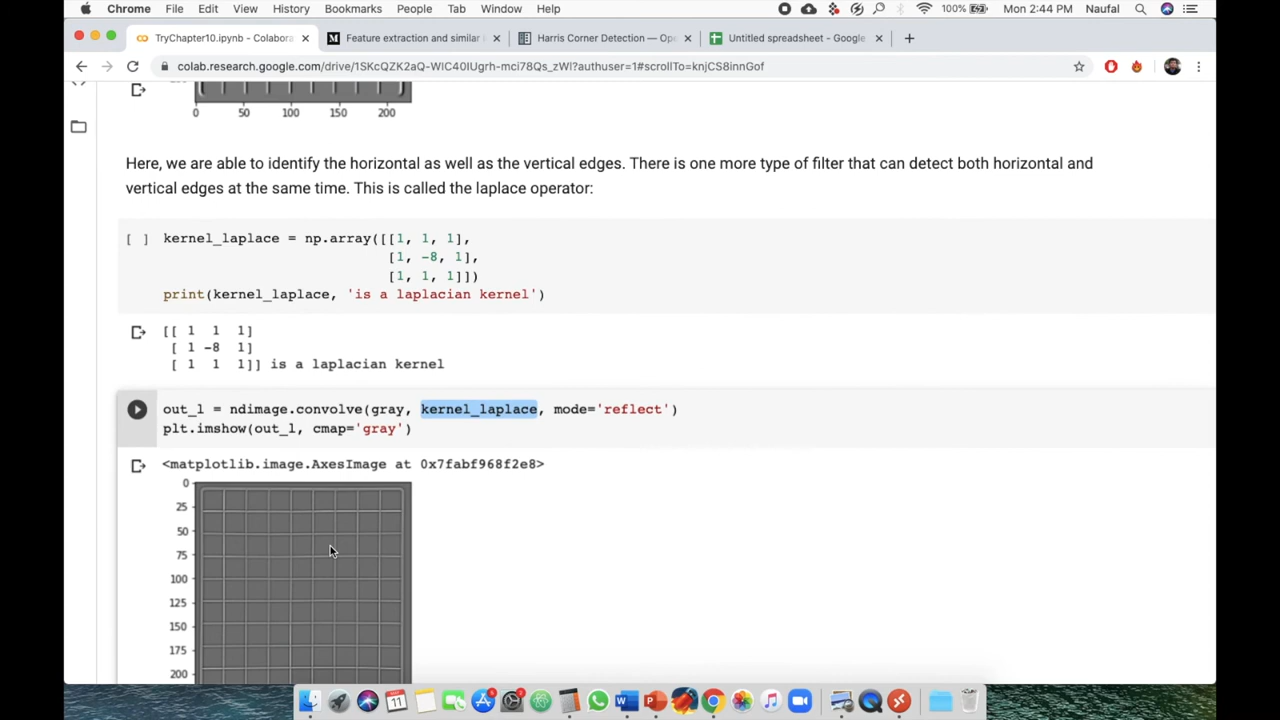 Chrome File Edit View History Bookmarks People Tab Window Help 100% Mon 2:44 PM Naufal
TryChapter10.ipynb - Colabora Feature extraction and similar i Harris Corner Detection — Ope Untitled spreadsheet - Google
colab.research.google.com/drive/1SKcQZK2aQ-WlC40IUgrh-mci78Qs_zWl?authuser=1#scrollTo=knjCS8innGof
0 50 100 150 200
Here, we are able to identify the horizontal as well as the vertical edges. There is one more type of filter that can detect both horizontal and
vertical edges at the same time. This is called the laplace operator:
[ ] kernel_laplace = np.array([[1, 1, 1],
[1, -8, 1],
[1, 1, 1]])
print(kernel_laplace, 'is a laplacian kernel')
[[ 1 1 1]
[ 1 -8 1]
[ 1 1 1]] is a laplacian kernel
out_l = ndimage.convolve(gray, kernel_laplace, mode='reflect')
plt.imshow(out_l, cmap='gray')
<matplotlib.image.AxesImage at 0x7fabf968f2e8>
0
25
50
75
100
125
150
175
200